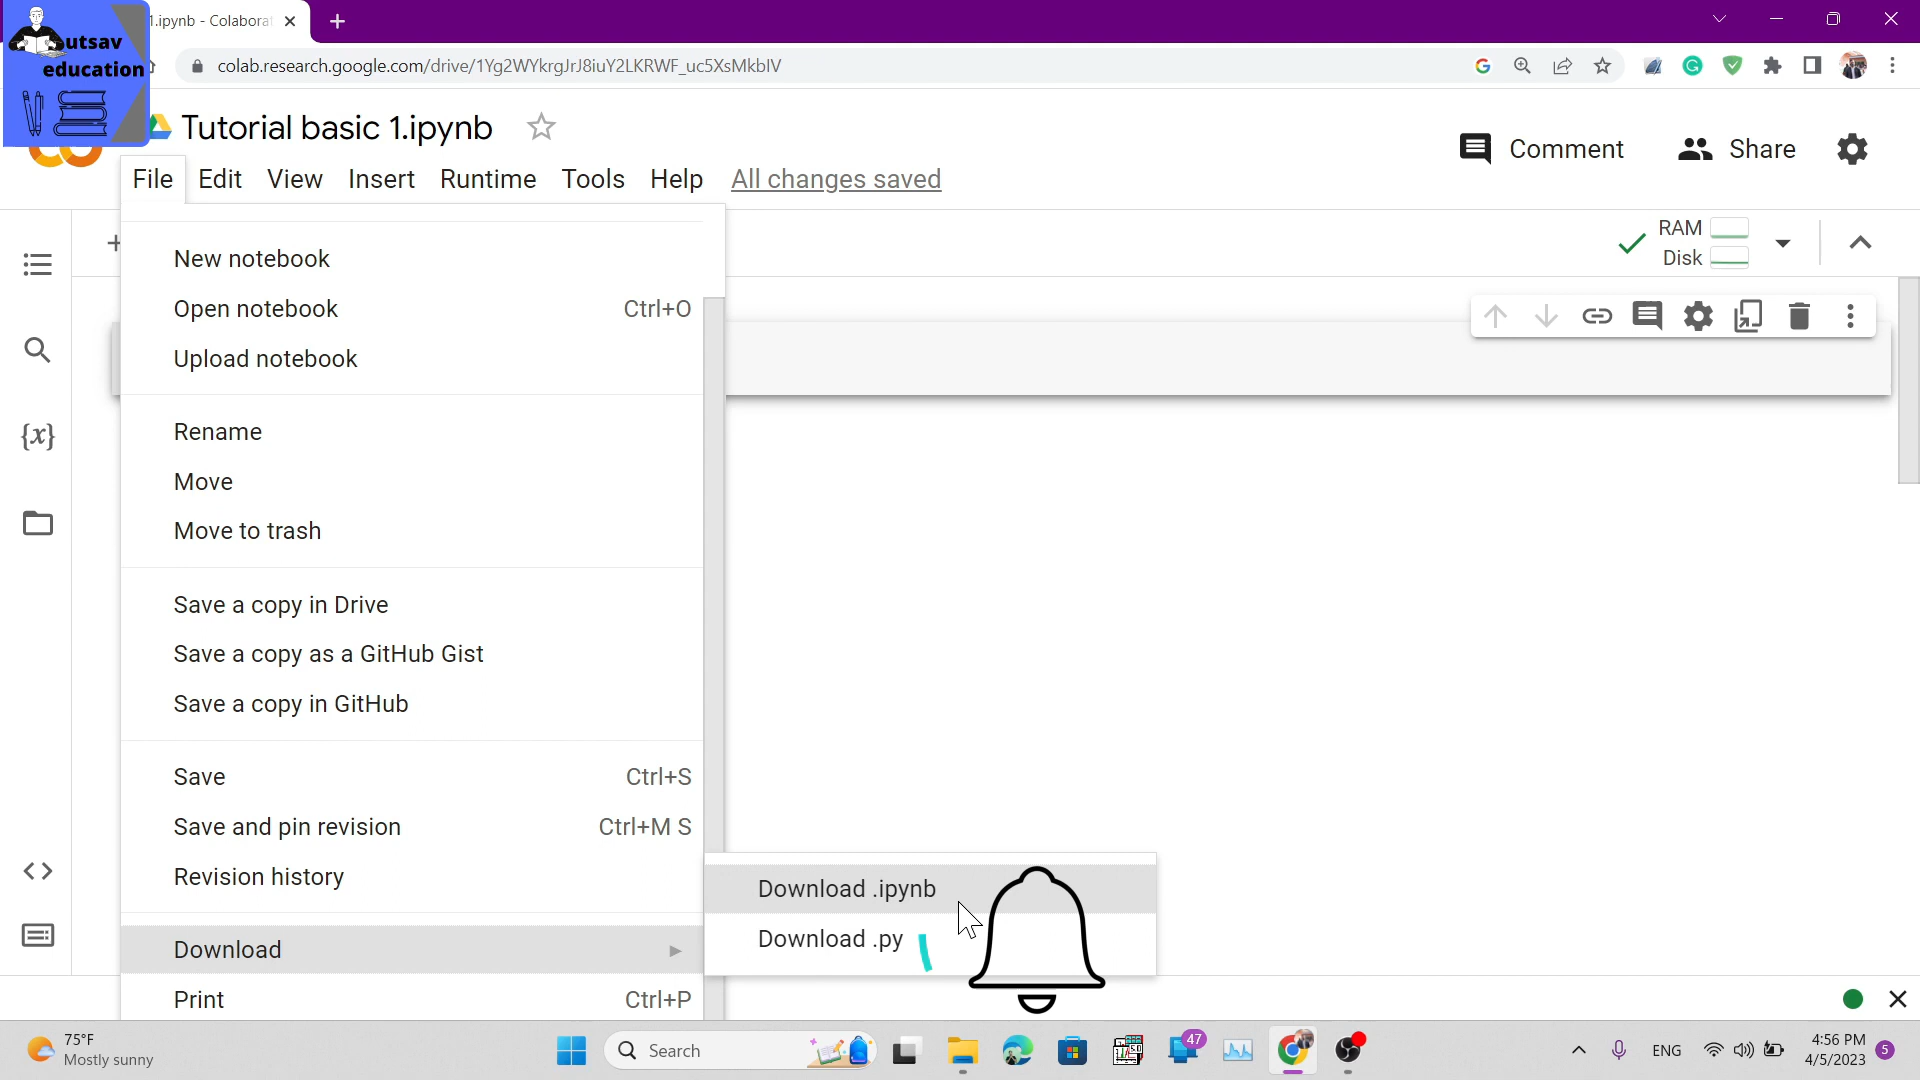 1.ipynb - Colabora
utsav
education
colab.research.google.com/drive/1Yg2WYkrgJrJ8iuY2LKRWF_uc5XsMkbIV
Tutorial basic 1.ipynb
Comment
Share
File Edit View Insert Runtime Tools Help All changes saved
RAM
Disk
New notebook
Open notebook Ctrl+O
Upload notebook
Rename
Move
Move to trash
Save a copy in Drive
Save a copy as a GitHub Gist
Save a copy in GitHub
Save Ctrl+S
Save and pin revision Ctrl+M S
Revision history
Download
Download .ipynb
Download .py
Print Ctrl+P
75°F
Mostly sunny
Search
47
ENG
4:56 PM
4/5/2023
5